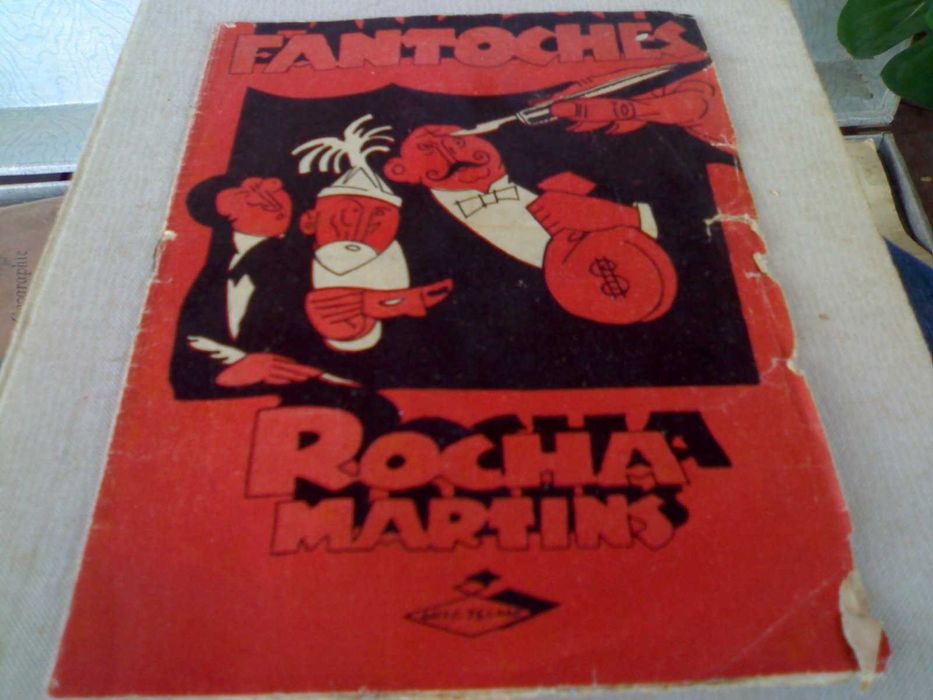 FANTOCHES
$
ROCHA
MARTINS